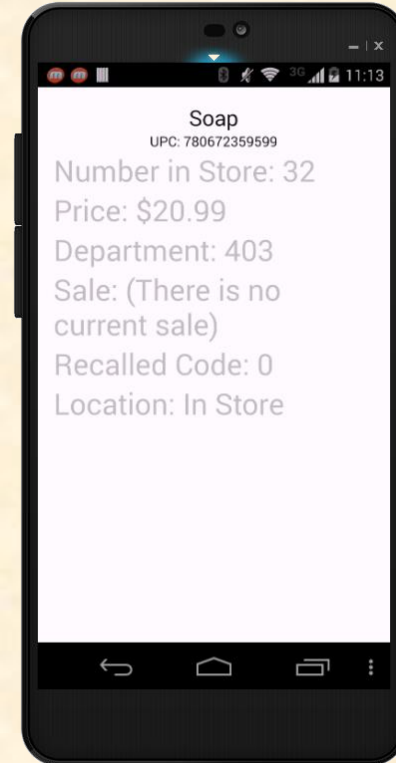 3G 11:13
Soap
UPC: 780672359599
Number in Store: 32
Price: $20.99
Department: 403
Sale: (There is no
current sale)
Recalled Code: 0
Location: In Store